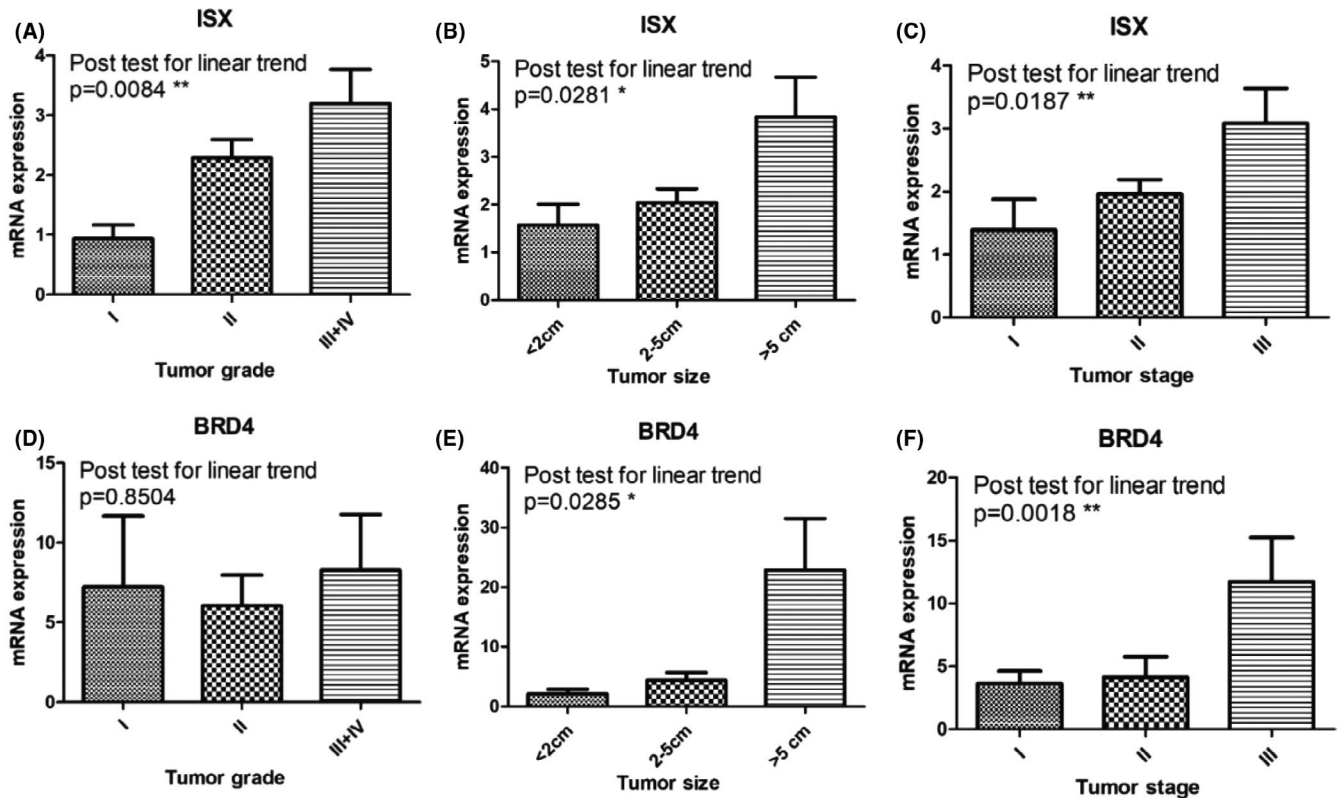 (A)
ISX
Post test for linear trend
p=0.0084 **
mRNA expression
4
3
2
1
0
I
II
III+IV
Tumor grade
(B)
ISX
Post test for linear trend
p=0.0281 *
mRNA expression
5
4
3
2
1
0
<2cm
2-5cm
>5 cm
Tumor size
(C)
ISX
Post test for linear trend
p=0.0187 **
mRNA expression
4
3
2
1
0
I
II
III
Tumor stage
(D)
BRD4
Post test for linear trend
p=0.8504
mRNA expression
15
10
5
0
I
II
III+IV
Tumor grade
(E)
BRD4
Post test for linear trend
p=0.0285 *
mRNA expression
40
30
20
10
0
<2cm
2-5cm
>5 cm
Tumor size
(F)
BRD4
Post test for linear trend
p=0.0018 **
mRNA expression
20
15
10
5
0
I
II
III
Tumor stage